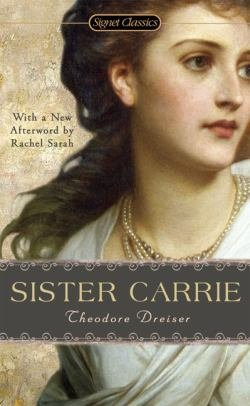 Signet Classics
With a New
Afterword by
Rachel Sarah
SISTER CARRIE
Theodore Dreiser